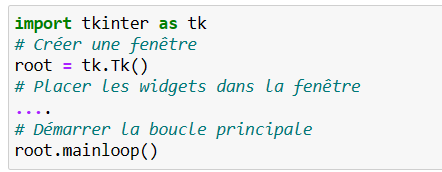 import tkinter as tk
# Créer une fenêtre
root = tk.Tk()
# Placer les widgets dans la fenêtre
....
# Démarrer la boucle principale
root.mainloop()